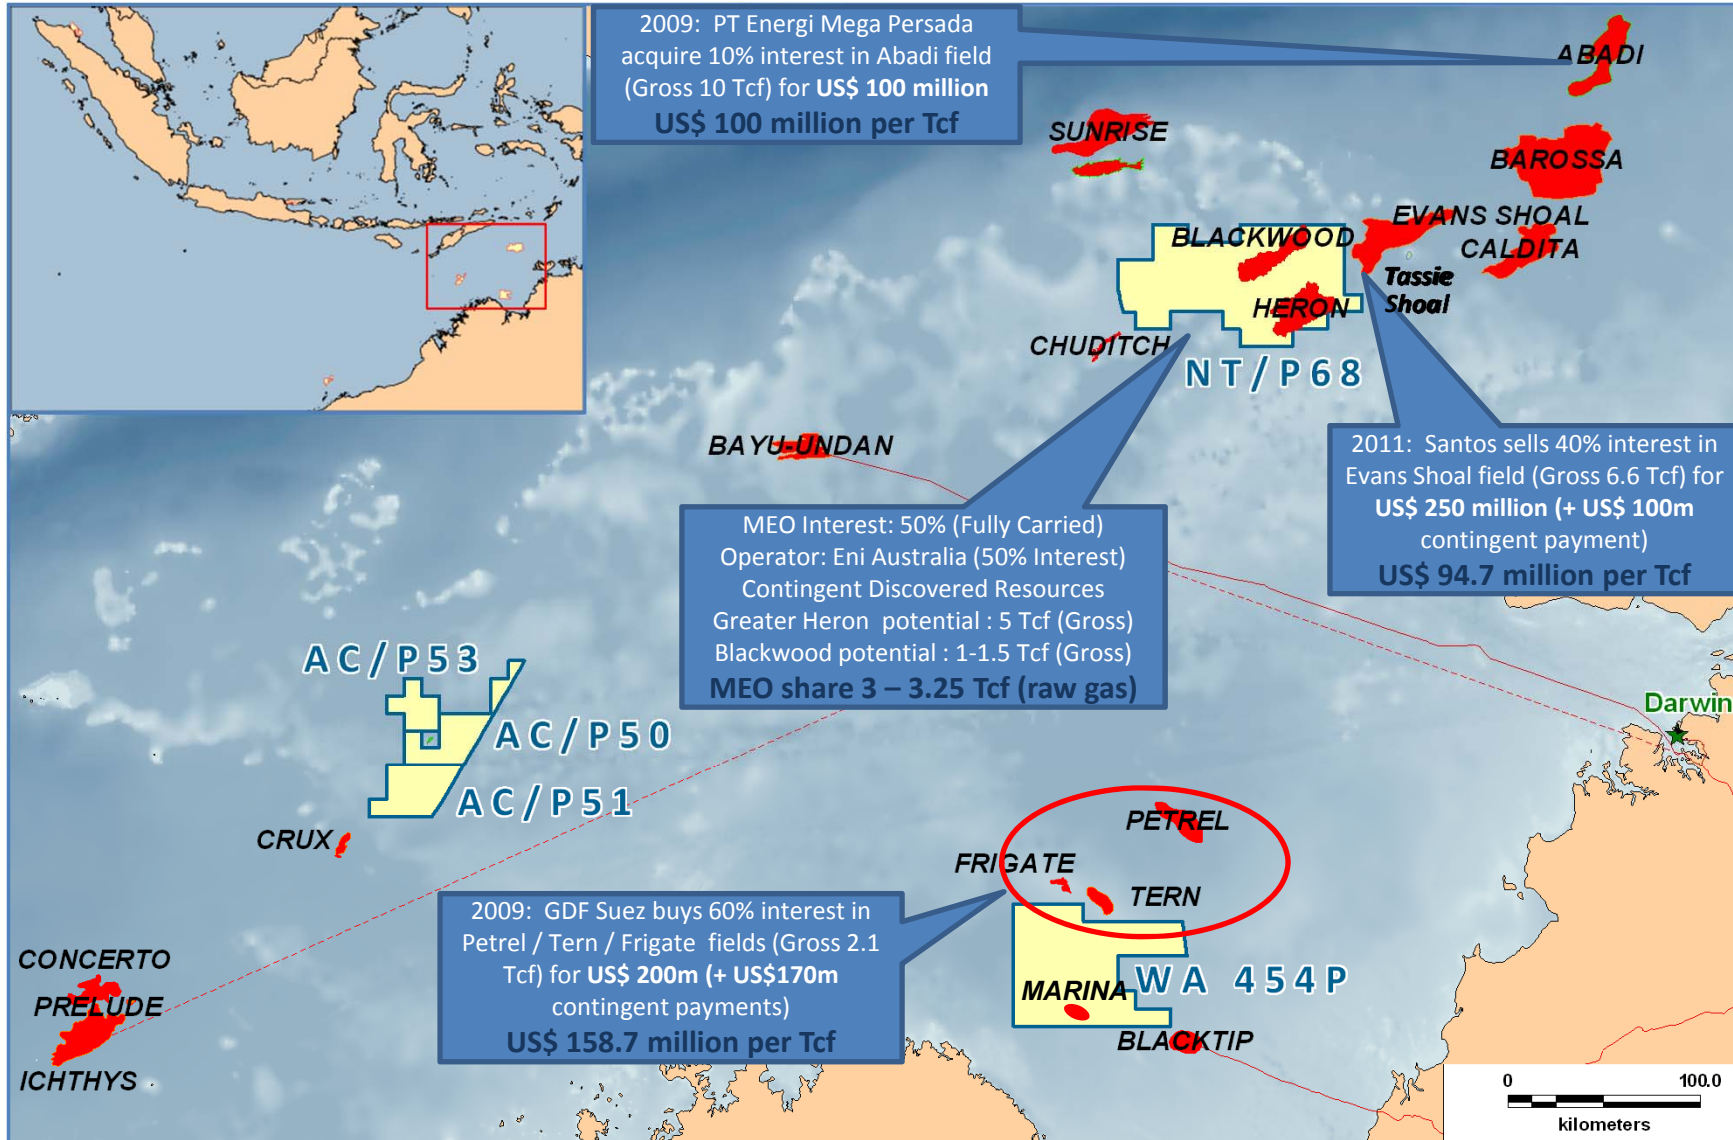 2009: PT Energi Mega Persada
acquire 10% interest in Abadi field
(Gross 10 Tcf) for US$ 100 million
US$ 100 million per Tcf
ABADI
SUNRISE
BAROSSA
EVANS SHOAL
BLACKWOOD
CALDITA
Tassie
Shoal
HERON
CHUDITCH
NT/P68
BAYU-UNDAN
2011: Santos sells 40% interest in
Evans Shoal field (Gross 6.6 Tcf) for
US$ 250 million (+ US$ 100m
contingent payment)
US$ 94.7 million per Tcf
MEO Interest: 50% (Fully Carried)
Operator: Eni Australia (50% Interest)
Contingent Discovered Resources
Greater Heron potential : 5 Tcf (Gross)
Blackwood potential : 1-1.5 Tcf (Gross)
MEO share 3 – 3.25 Tcf (raw gas)
AC/P53
AC/P50
AC/P51
Darwin
CRUX
PETREL
FRIGATE
TERN
2009: GDF Suez buys 60% interest in
Petrel / Tern / Frigate fields (Gross 2.1
Tcf) for US$ 200m (+ US$170m
contingent payments)
US$ 158.7 million per Tcf
CONCERTO
PRELUDE
ICHTHYS
WA 454P
MARINA
BLACKTIP
0 100.0
kilometers